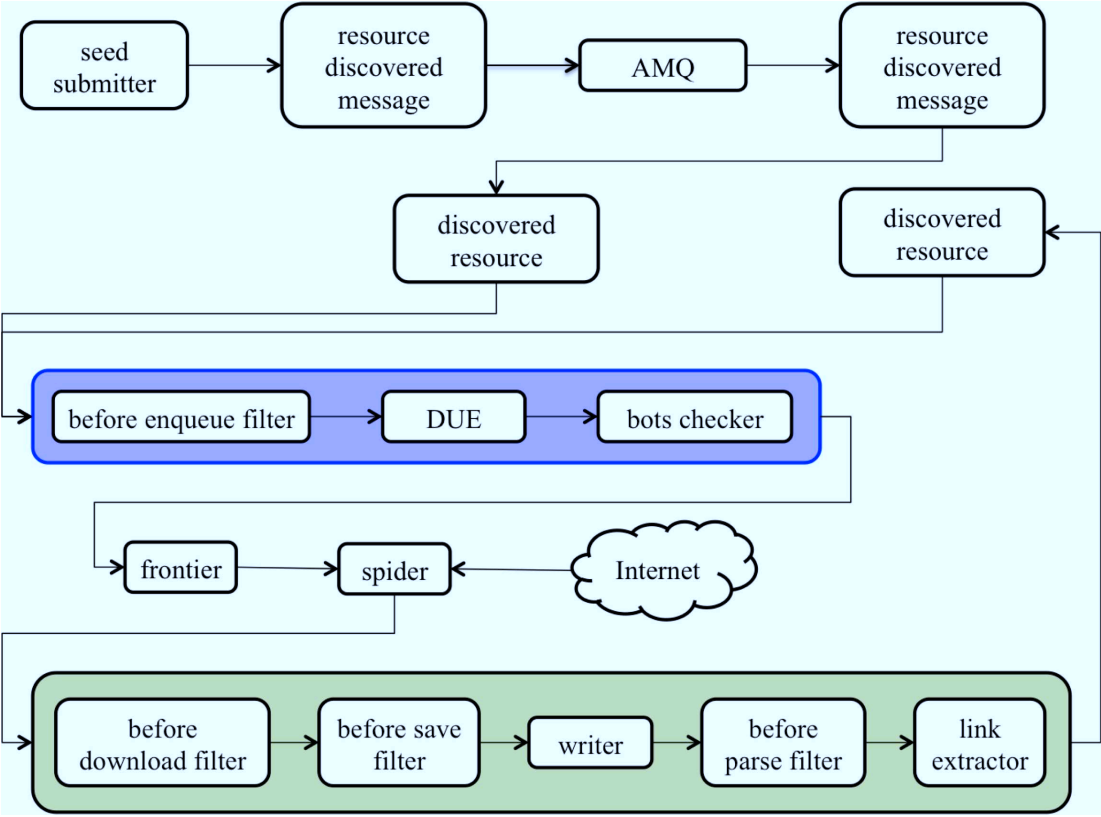 seed
submitter
resource
discovered
message
AMQ
resource
discovered
message
discovered
resource
discovered
resource
before enqueue filter
DUE
bots checker
frontier
spider
Internet
before
download filter
before save
filter
writer
before
parse filter
link
extractor